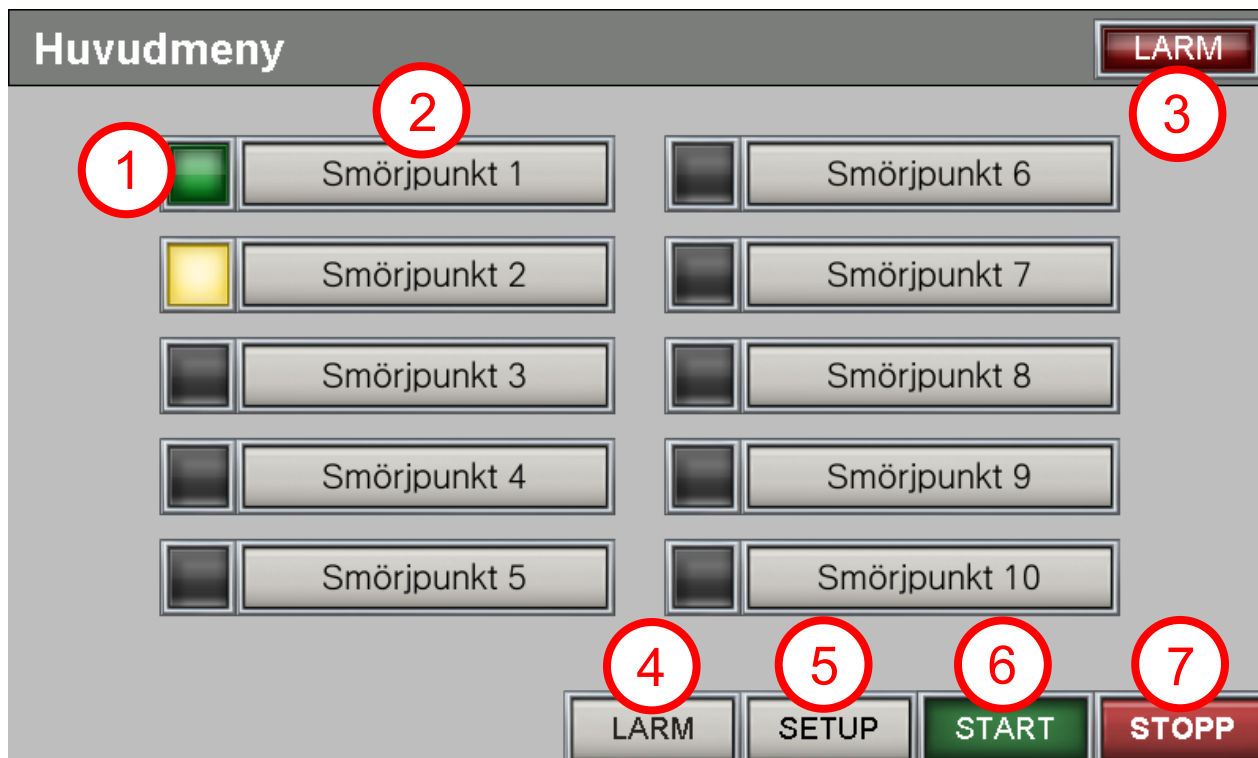 Huvudmeny
LARM
1
2
3
Smörjpunkt 1
Smörjpunkt 6
Smörjpunkt 2
Smörjpunkt 7
Smörjpunkt 3
Smörjpunkt 8
Smörjpunkt 4
Smörjpunkt 9
Smörjpunkt 5
Smörjpunkt 10
4
5
6
7
LARM
SETUP
START
STOPP